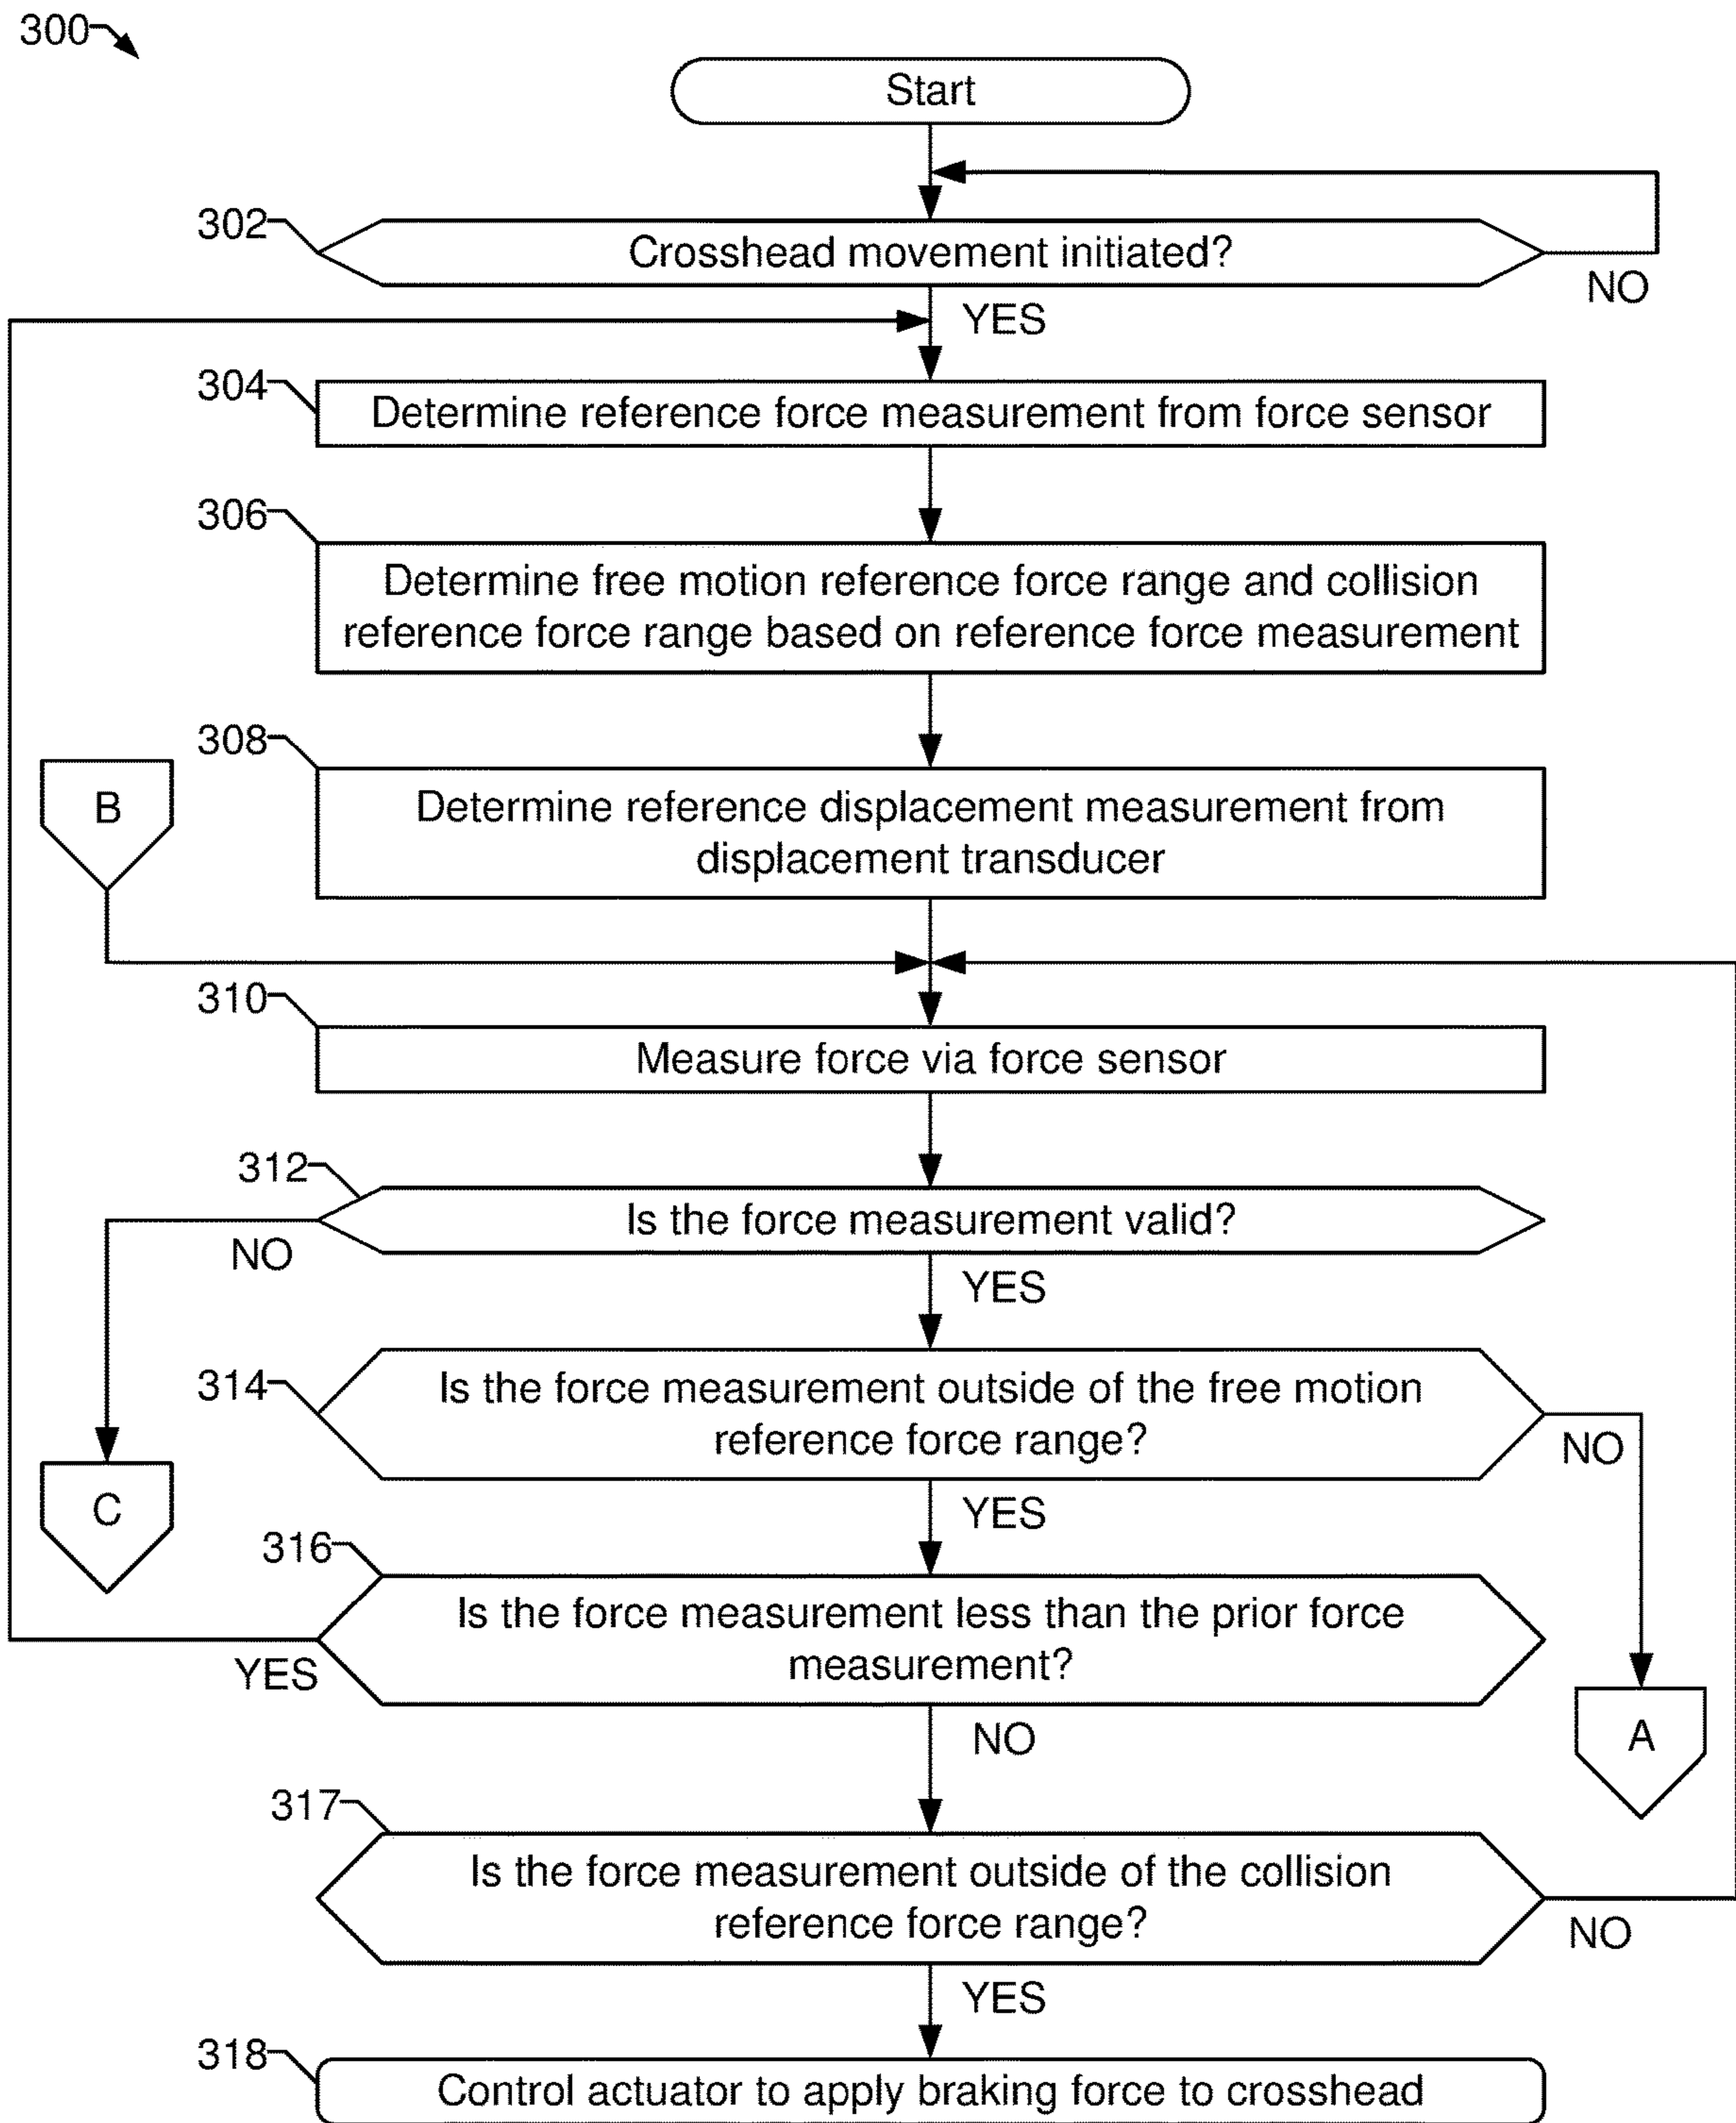 300
Start
302
Crosshead movement initiated?
NO
YES
304
Determine reference force measurement from force sensor
306
Determine free motion reference force range and collision
reference force range based on reference force measurement
308
B
Determine reference displacement measurement from
displacement transducer
310
Measure force via force sensor
312
Is the force measurement valid?
NO
YES
314
Is the force measurement outside of the free motion
reference force range?
NO
C
YES
316
Is the force measurement less than the prior force
measurement?
YES
NO
A
317
Is the force measurement outside of the collision
reference force range?
NO
YES
318
Control actuator to apply braking force to crosshead